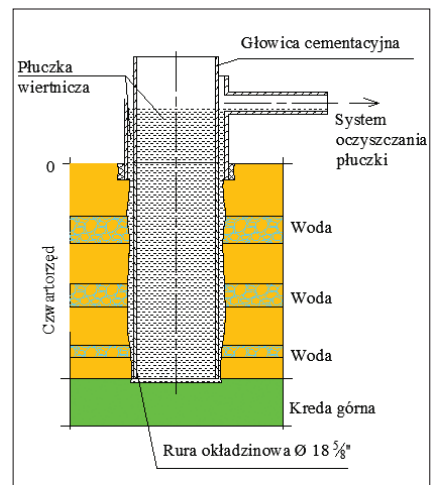 Głowica cementacyjna
Płuczka
wiertnicza
System
oczyszczania
płuczki
0
Czwartorzęd
Woda
Woda
Woda
Kreda górna
Rura okładzinowa Ø 18 ⅝"